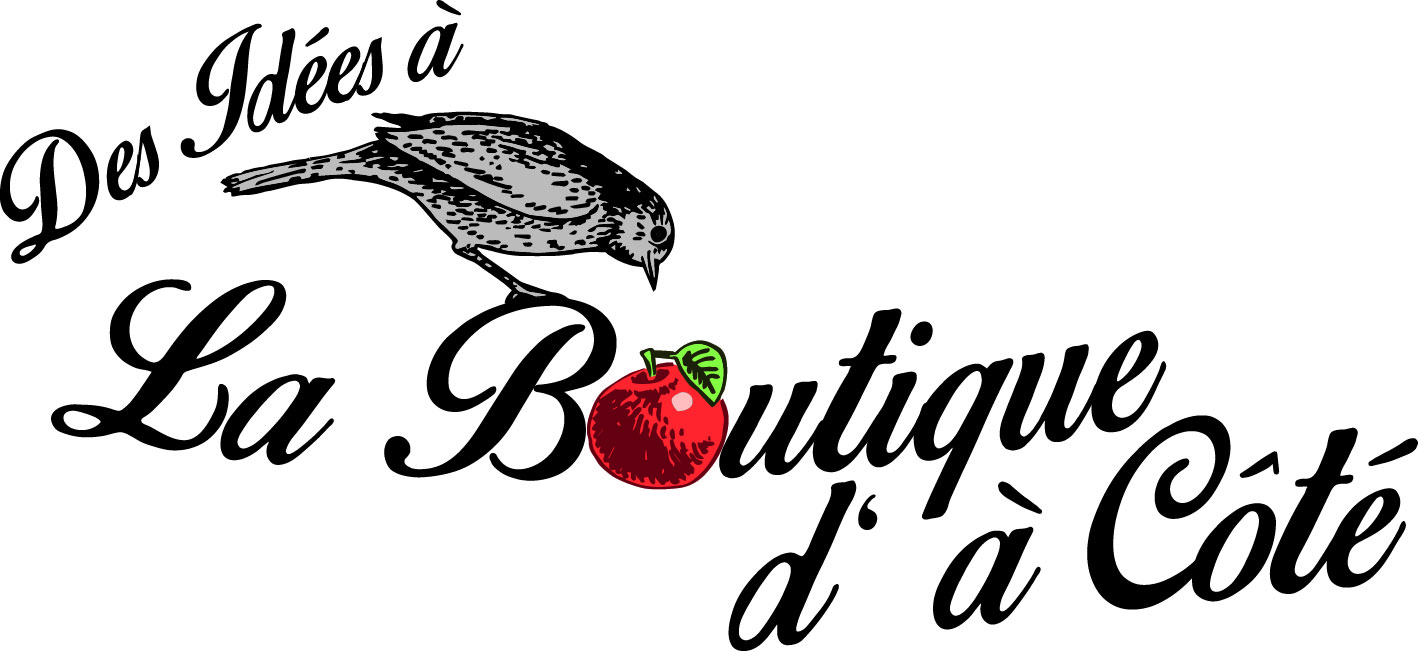 Des Idées à
La Boutique
d‘ à Côté